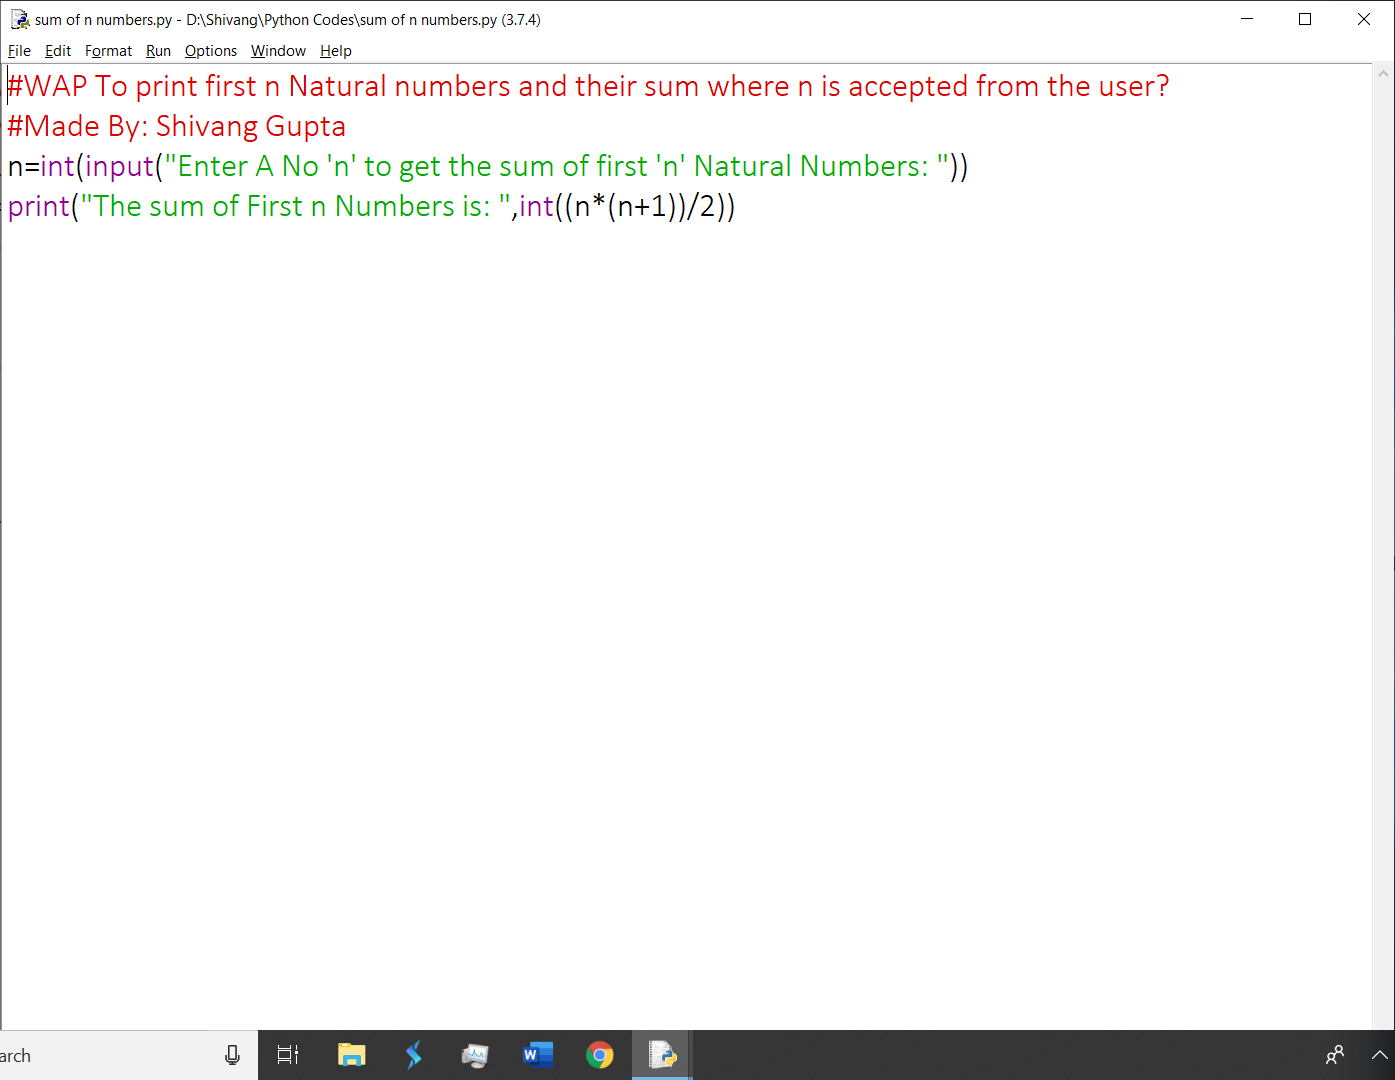 sum of n numbers.py - D:\Shivang\Python Codes\sum of n numbers.py (3.7.4)
File Edit Format Run Options Window Help
#WAP To print first n Natural numbers and their sum where n is accepted from the user?
#Made By: Shivang Gupta
n=int(input("Enter A No 'n' to get the sum of first 'n' Natural Numbers: "))
print("The sum of First n Numbers is: ",int((n*(n+1))/2))
arch